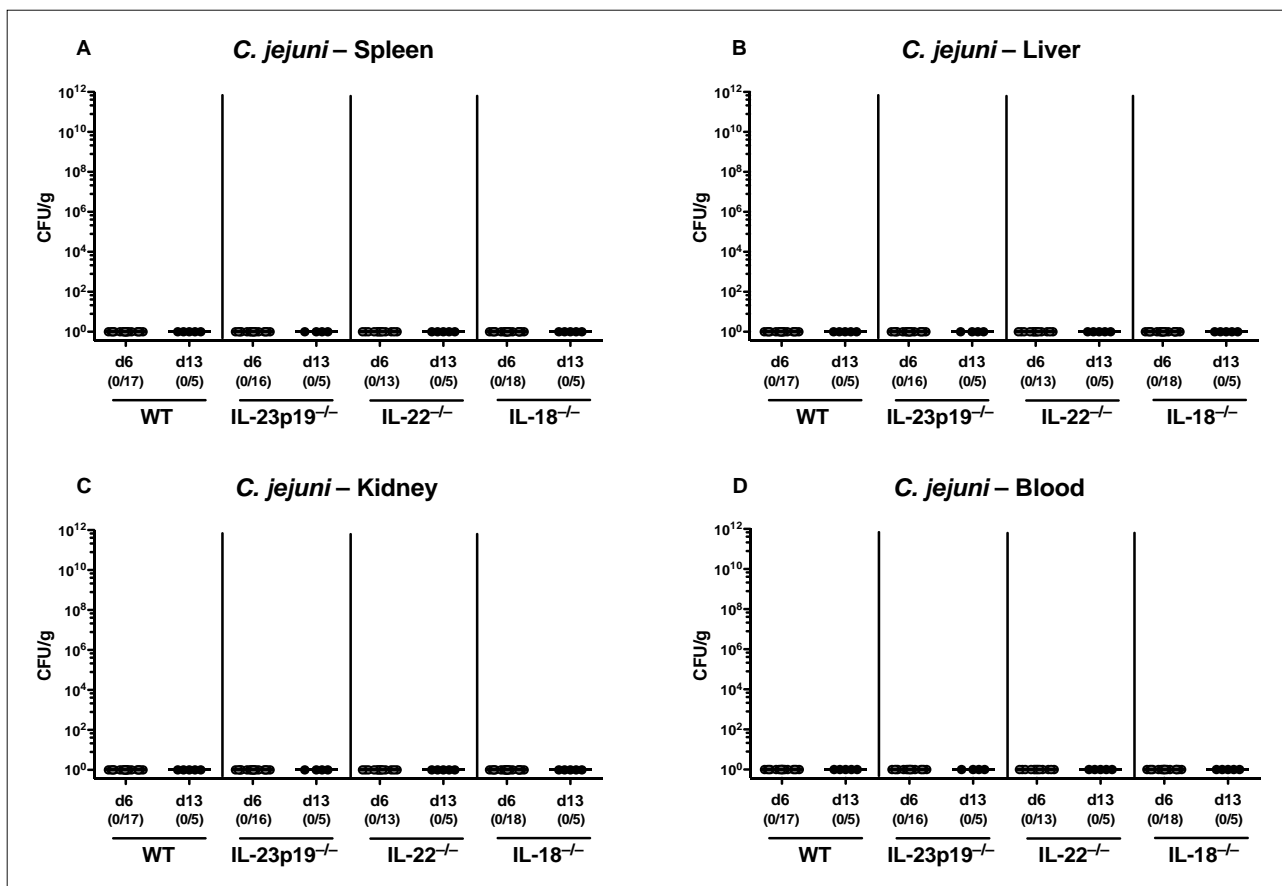 A
C. jejuni – Spleen
CFU/g
10¹²
10¹⁰
10⁸
10⁶
10⁴
10²
10⁰
d6 d13 d6 d13 d6 d13 d6 d13
(0/17) (0/5) (0/16) (0/5) (0/13) (0/5) (0/18) (0/5)
WT IL-23p19⁻/⁻ IL-22⁻/⁻ IL-18⁻/⁻
B
C. jejuni – Liver
CFU/g
10¹²
10¹⁰
10⁸
10⁶
10⁴
10²
10⁰
d6 d13 d6 d13 d6 d13 d6 d13
(0/17) (0/5) (0/16) (0/5) (0/13) (0/5) (0/18) (0/5)
WT IL-23p19⁻/⁻ IL-22⁻/⁻ IL-18⁻/⁻
C
C. jejuni – Kidney
CFU/g
10¹²
10¹⁰
10⁸
10⁶
10⁴
10²
10⁰
d6 d13 d6 d13 d6 d13 d6 d13
(0/17) (0/5) (0/16) (0/5) (0/13) (0/5) (0/18) (0/5)
WT IL-23p19⁻/⁻ IL-22⁻/⁻ IL-18⁻/⁻
D
C. jejuni – Blood
CFU/g
10¹²
10¹⁰
10⁸
10⁶
10⁴
10²
10⁰
d6 d13 d6 d13 d6 d13 d6 d13
(0/17) (0/5) (0/16) (0/5) (0/13) (0/5) (0/18) (0/5)
WT IL-23p19⁻/⁻ IL-22⁻/⁻ IL-18⁻/⁻